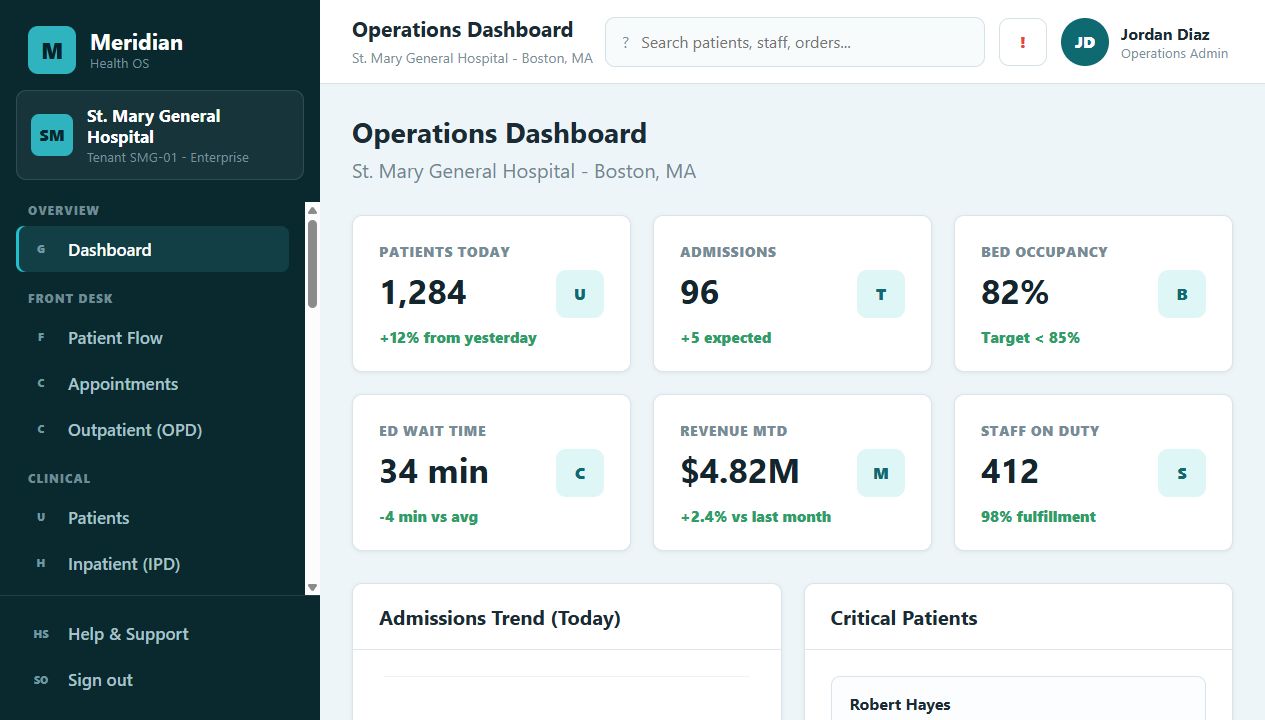 M
Meridian
Health OS
SM
St. Mary General
Hospital
Tenant SMG-01 - Enterprise
OVERVIEW
G Dashboard
FRONT DESK
F Patient Flow
C Appointments
C Outpatient (OPD)
CLINICAL
U Patients
H Inpatient (IPD)
HS Help & Support
SO Sign out
Operations Dashboard
St. Mary General Hospital - Boston, MA
? Search patients, staff, orders...
!
JD
Jordan Diaz
Operations Admin
Operations Dashboard
St. Mary General Hospital - Boston, MA
PATIENTS TODAY
1,284
U
+12% from yesterday
ADMISSIONS
96
T
+5 expected
BED OCCUPANCY
82%
B
Target < 85%
ED WAIT TIME
34 min
C
-4 min vs avg
REVENUE MTD
$4.82M
M
+2.4% vs last month
STAFF ON DUTY
412
S
98% fulfillment
Admissions Trend (Today)
Critical Patients
Robert Hayes